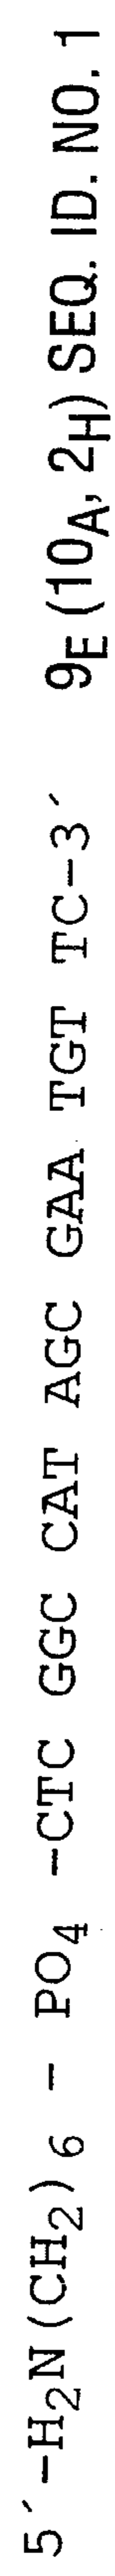 5´-H₂N(CH₂)₆ - PO₄ -CTC GGC CAT AGC GAA TGT TC-3´ 9E (10A, 2H) SEQ. ID. NO. 1